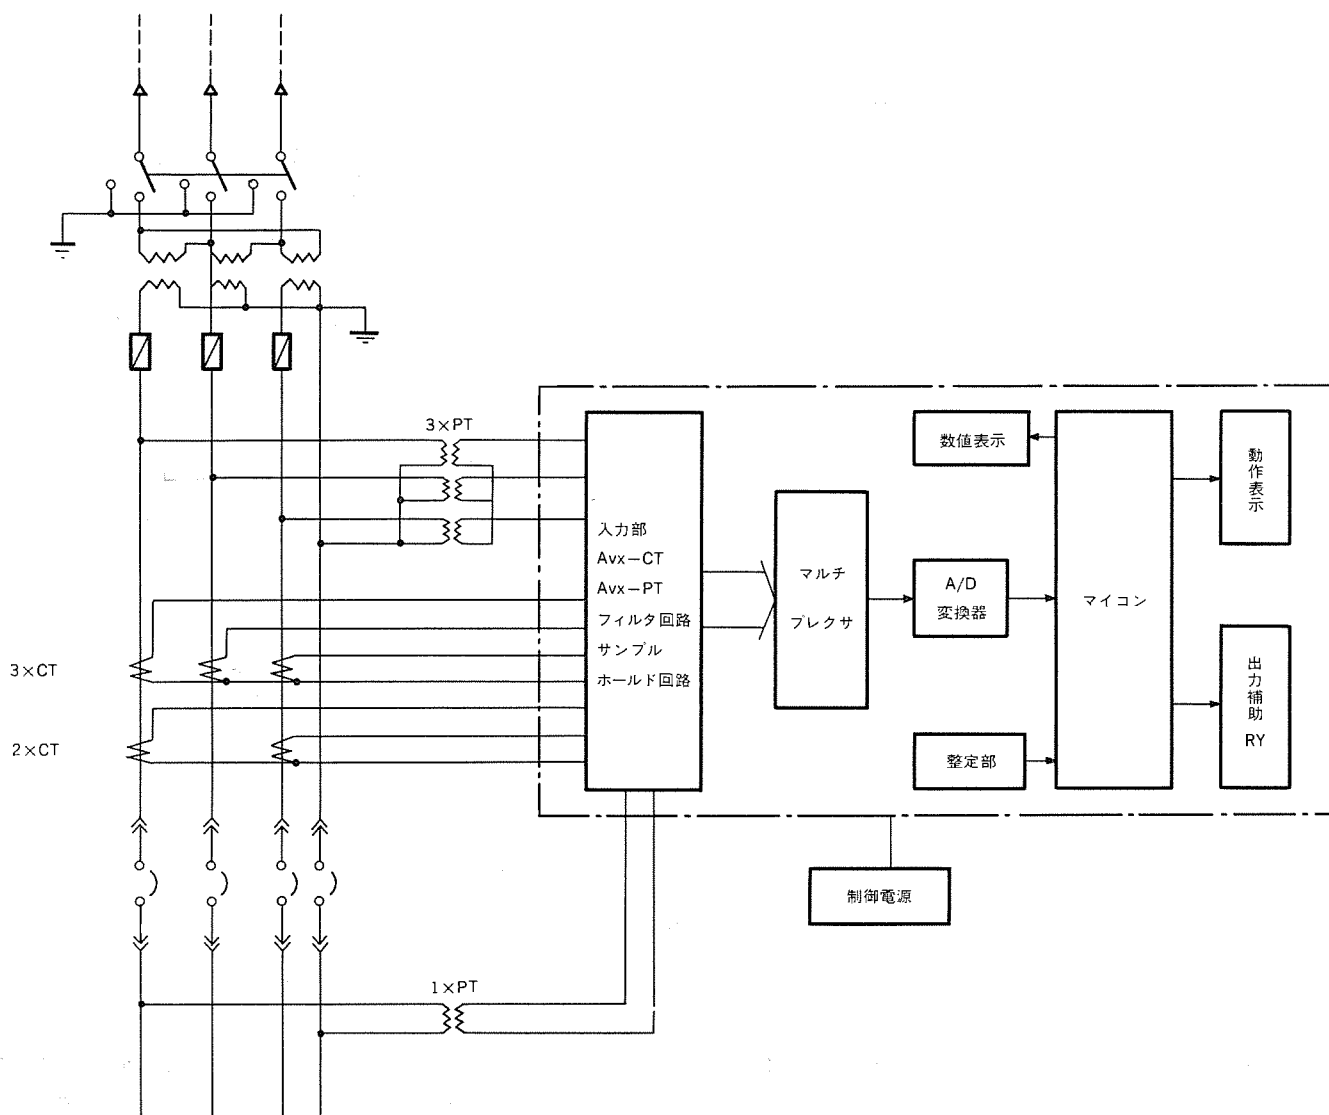 3×PT
数値表示
動作表示
入力部
Avx−CT
Avx−PT
フィルタ回路
サンプル
ホールド回路
マルチ
プレクサ
A/D
変換器
マイコン
3×CT
2×CT
整定部
出力補助
RY
制御電源
1×PT